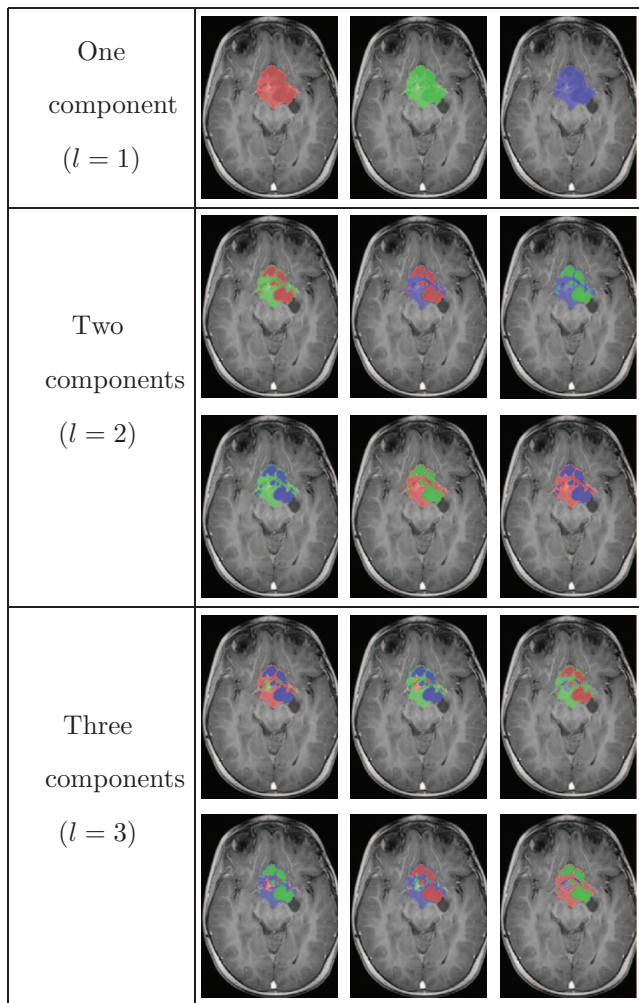 One
component
(l = 1)
Two
components
(l = 2)
Three
components
(l = 3)